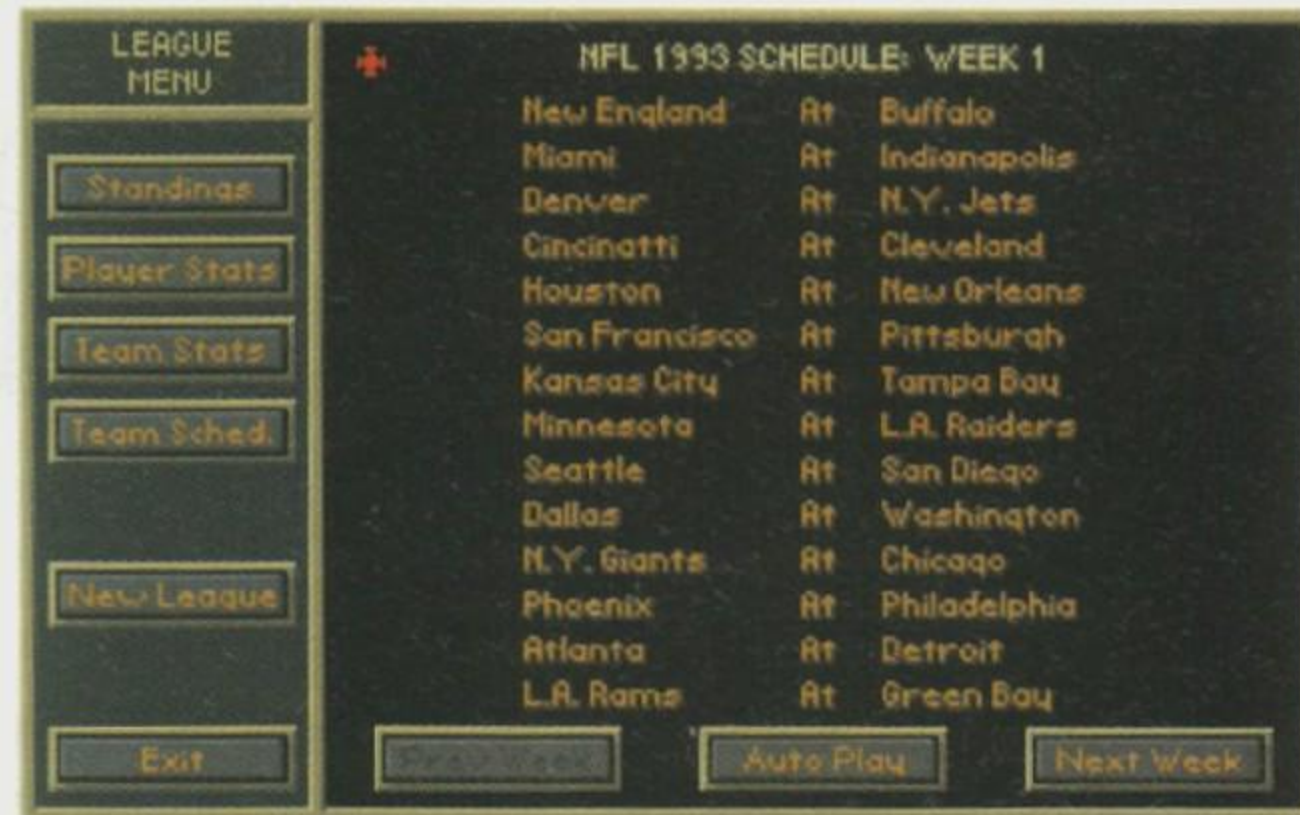 LEAGUE
MENU
Standings
Player Stats
Team Stats
Team Sched.
New League
Exit
NFL 1993 SCHEDULE: WEEK 1
New England At Buffalo
Miami At Indianapolis
Denver At N.Y. Jets
Cincinatti At Cleveland
Houston At New Orleans
San Francisco At Pittsburgh
Kansas City At Tampa Bay
Minnesota At L.A. Raiders
Seattle At San Diego
Dallas At Washington
N.Y. Giants At Chicago
Phoenix At Philadelphia
Atlanta At Detroit
L.A. Rams At Green Bay
Prev Week Auto Play Next Week